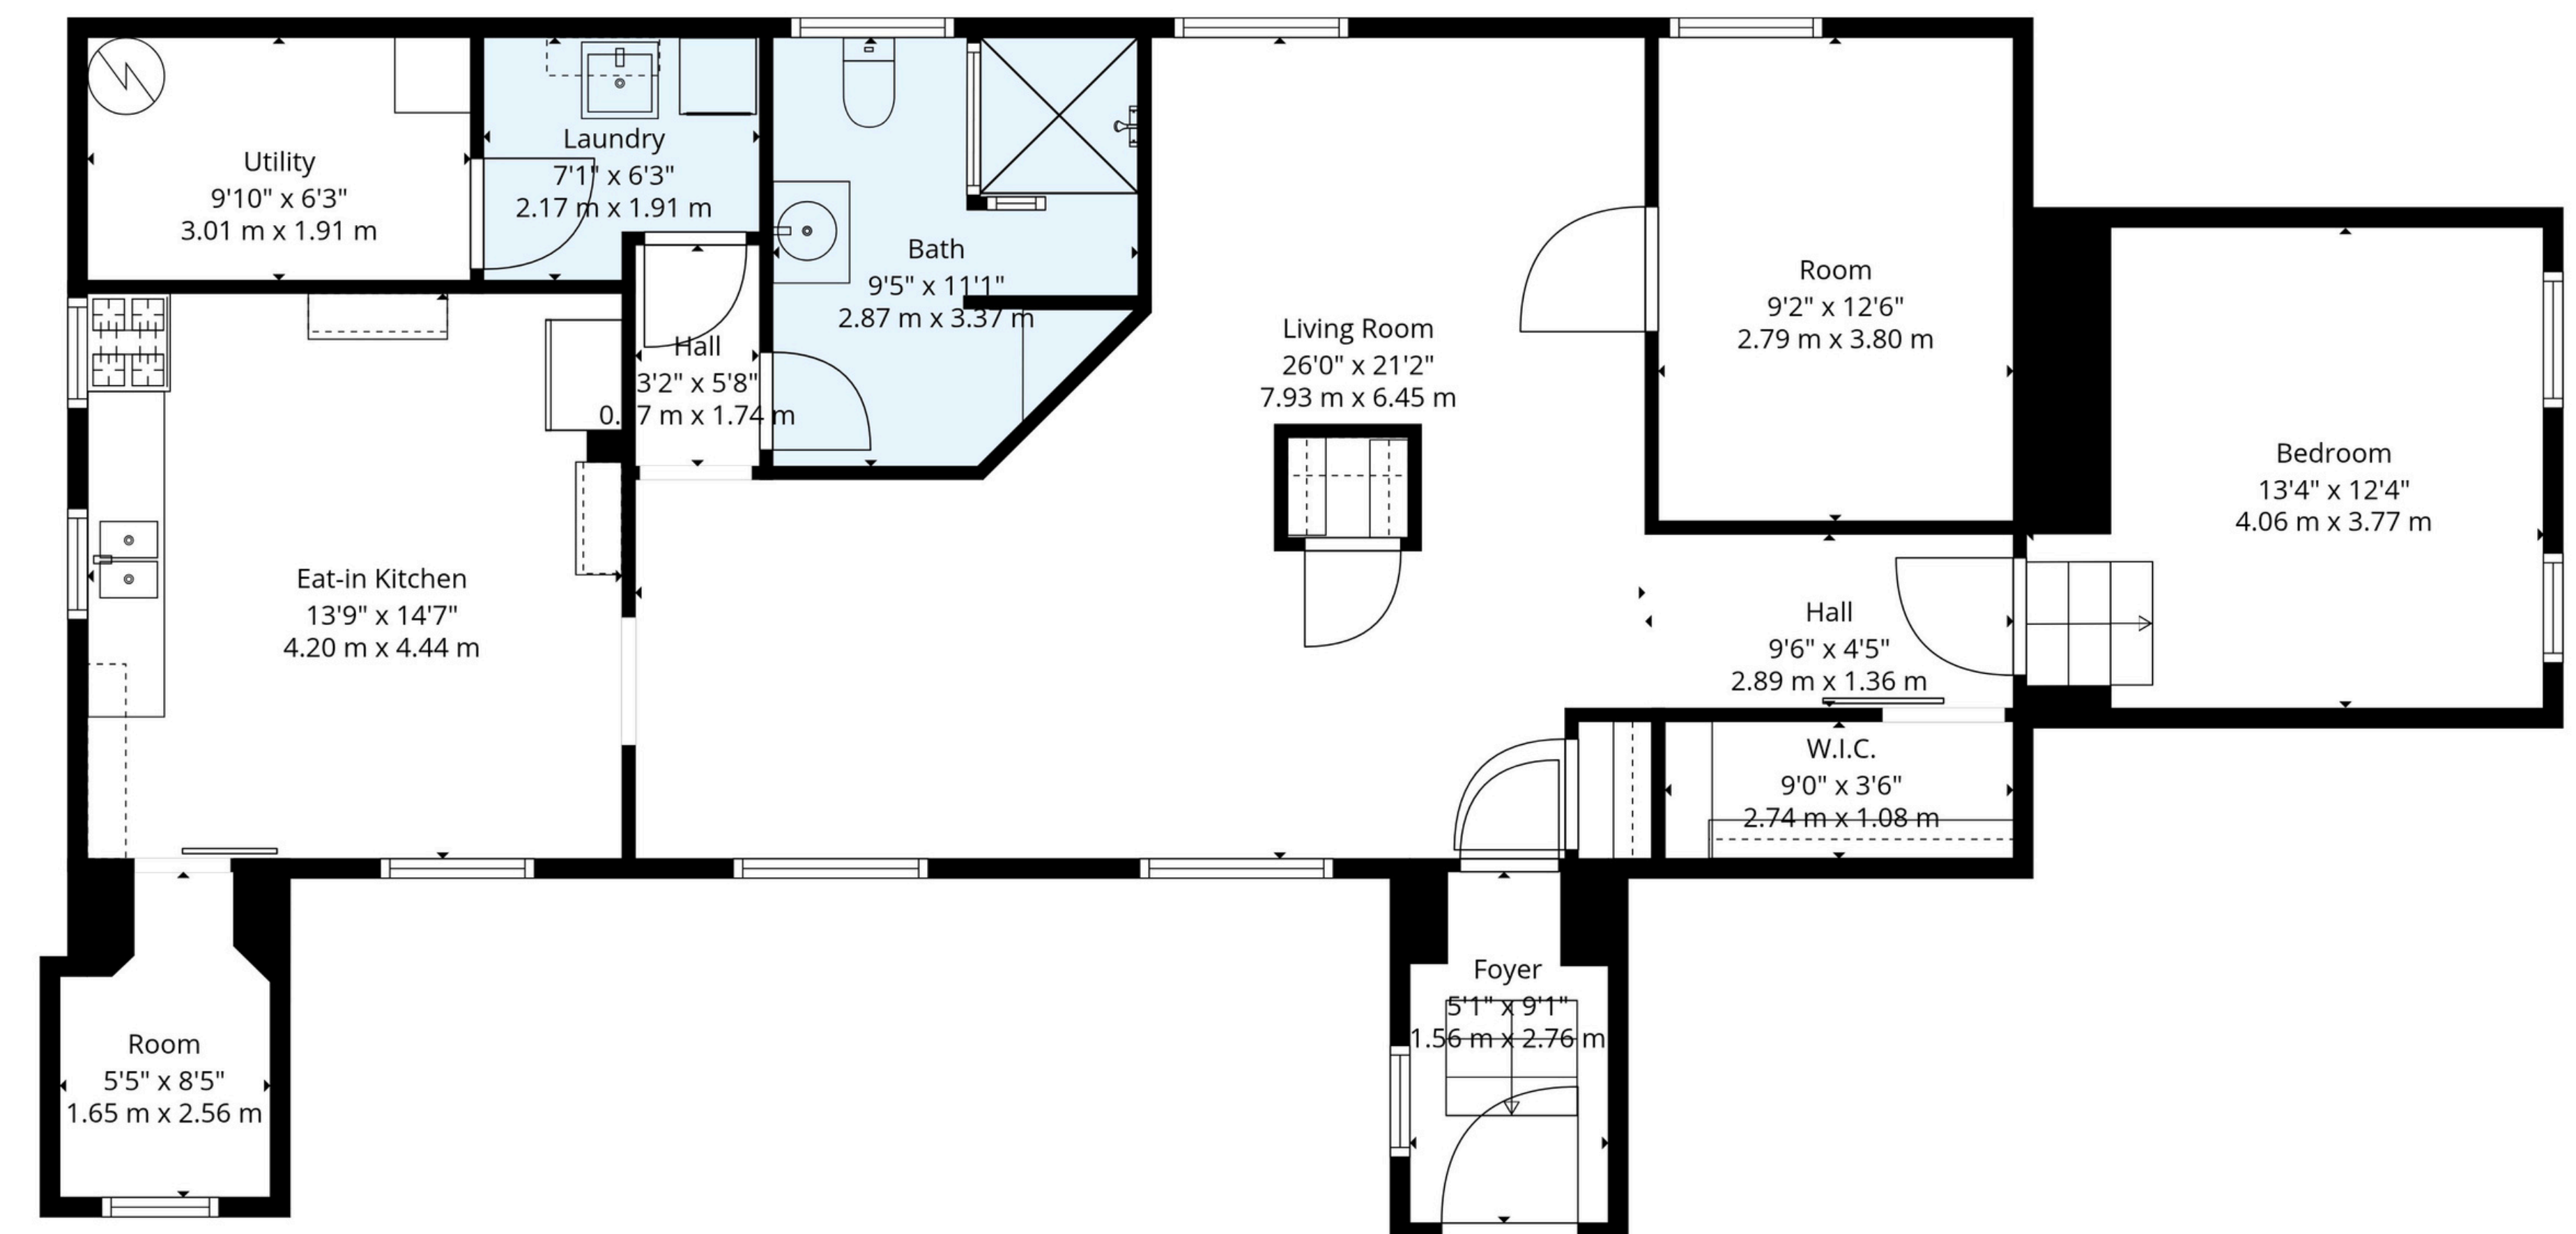 Utility
9'10" x 6'3"
3.01 m x 1.91 m
Laundry
7'1" x 6'3"
2.17 m x 1.91 m
Bath
9'5" x 11'1"
2.87 m x 3.37 m
Hall
3'2" x 5'8"
m x 1.74 m
Living Room
26'0" x 21'2"
7.93 m x 6.45 m
Room
9'2" x 12'6"
2.79 m x 3.80 m
Bedroom
13'4" x 12'4"
4.06 m x 3.77 m
Eat-in Kitchen
13'9" x 14'7"
4.20 m x 4.44 m
Hall
9'6" x 4'5"
2.89 m x 1.36 m
W.I.C.
9'0" x 3'6"
2.74 m x 1.08 m
Foyer
5'1" x 9'1"
1.56 m x 2.76 m
Room
5'5" x 8'5"
1.65 m x 2.56 m